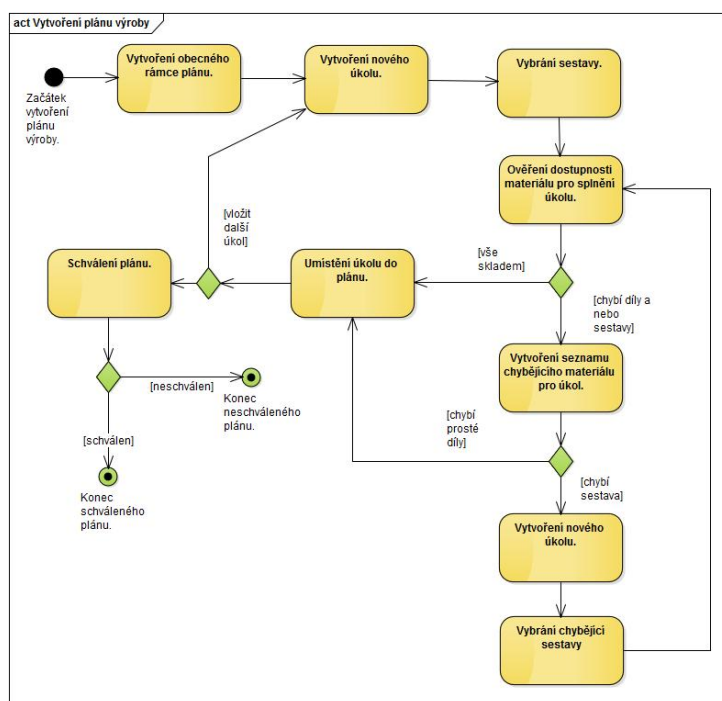 act Vytvoření plánu výroby
Začátek
vytvoření
plánu
výroby.
Vytvoření obecného
rámce plánu.
Vytvoření nového
úkolu.
Vybrání sestavy.
Ověření dostupnosti
materiálu pro splnění
úkolu.
[vložit
další
úkol]
[vše
skladem]
Schválení plánu.
Umistění úkolu do
plánu.
[chybí díly a
nebo
sestavy]
Vytvoření seznamu
chybějícího materiálu
pro úkol.
[neschválen]
Konec
neschváleného
plánu.
[chybí
prosté
díly]
[schválen]
Konec
schváleného
plánu.
[chybí
sestava]
Vytvoření nového
úkolu.
Vybrání chybějící
sestavy